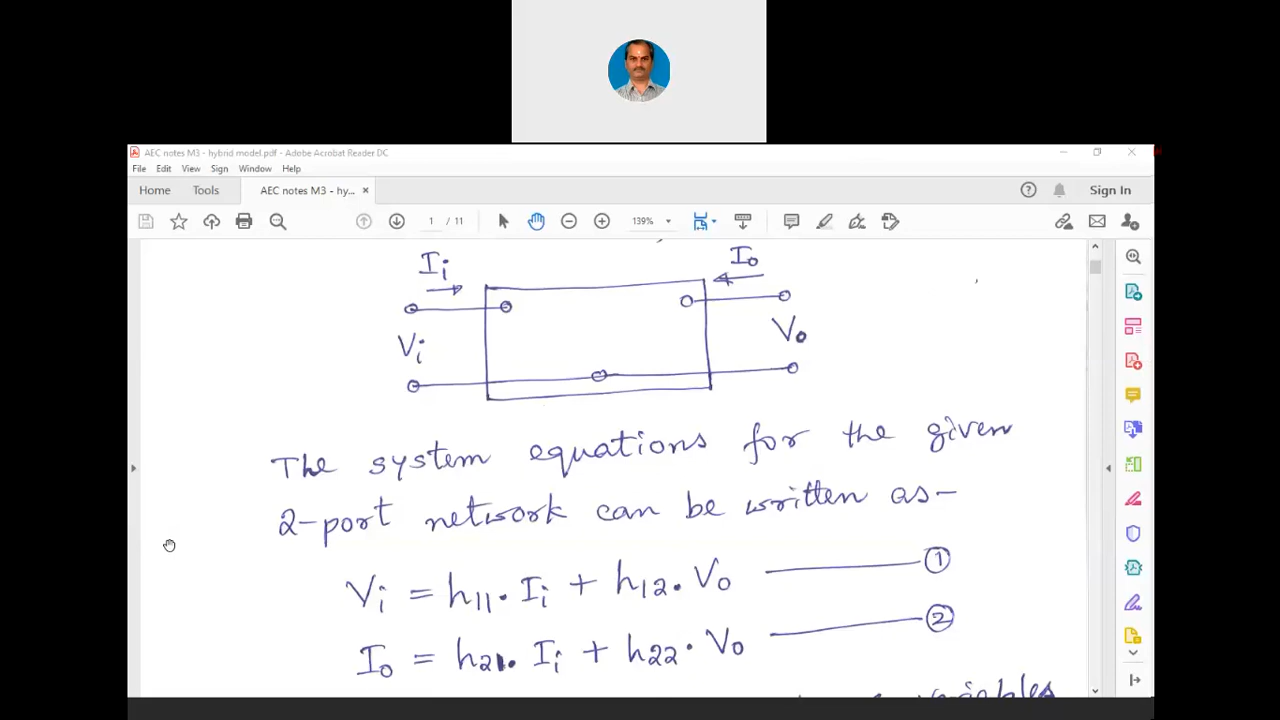 AEC notes M3 - hybrid model.pdf - Adobe Acrobat Reader DC
File Edit View Sign Window Help
Home Tools AEC notes M3 - hy... × Sign In
1 / 11 139%
Ii Io
Vi Vo
The system equations for the given
2-port network can be written as-
Vi = h11. Ii + h12. Vo ——— ①
Io = h21. Ii + h22. Vo ——— ②
variables